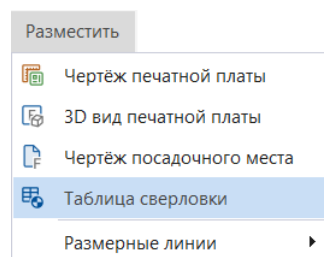 Разместить
Чертёж печатной платы
3D вид печатной платы
Чертёж посадочного места
Таблица сверловки
Размерные линии